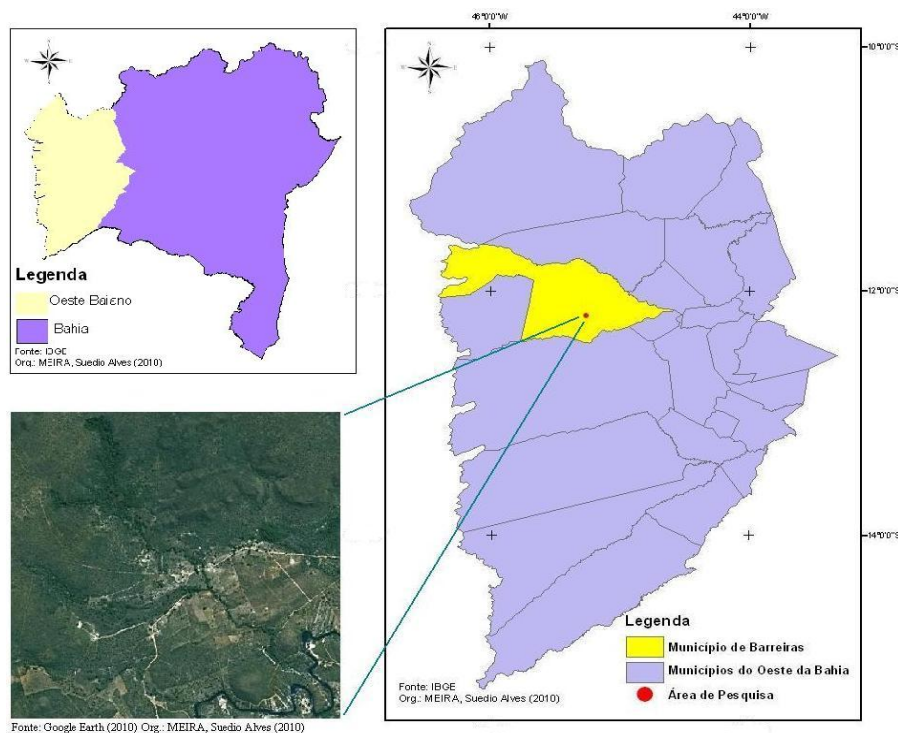 Legenda
Oeste Baiano
Bahia
Fonte: IBGE
Org.: MEIRA, Suedio Alves (2010)
46°0'0"W
44°0'0"W
10°0'0"S
12°0'0"S
14°0'0"S
Legenda
Município de Barreiras
Municípios do Oeste da Bahia
Área de Pesquisa
Fonte: IBGE
Org.: MEIRA, Suedio Alves (2010)
Fonte: Google Earth (2010) Org.: MEIRA, Suedio Alves (2010)